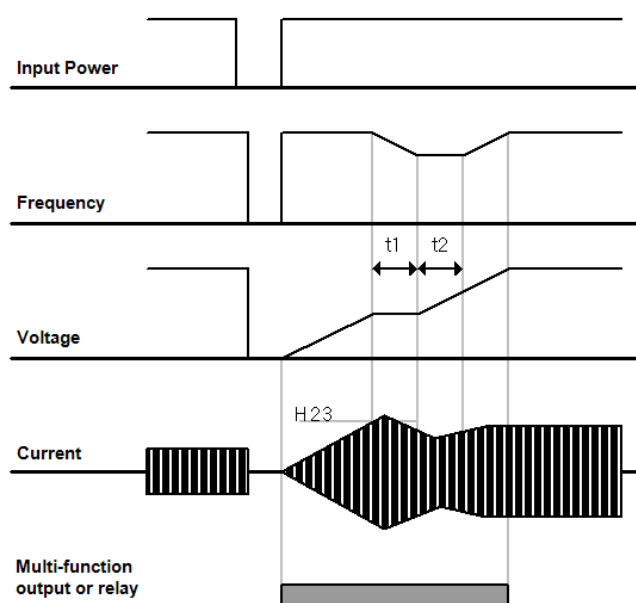 Input Power
Frequency
t1 t2
Voltage
H23
Current
Multi-function
output or relay